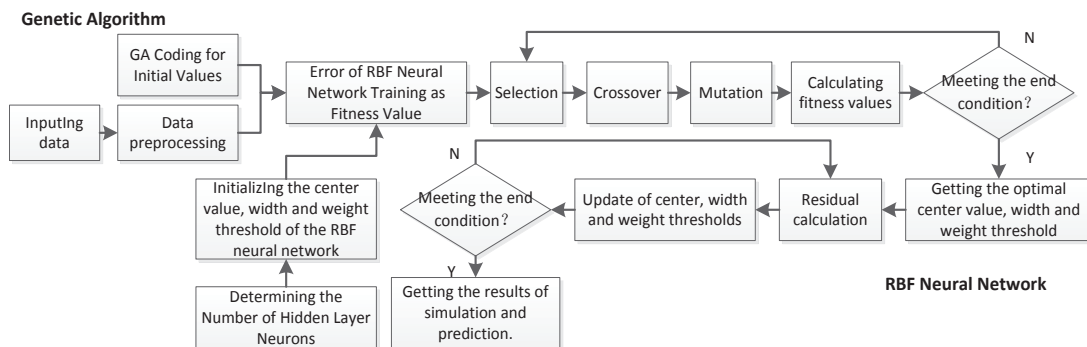 Genetic Algorithm
GA Coding for
Initial Values
InputIng
data
Data
preprocessing
Error of RBF Neural
Network Training as
Fitness Value
Selection
Crossover
Mutation
Calculating
fitness values
N
Meeting the end
condition?
Y
InitializIng the center
value, width and weight
threshold of the RBF
neural network
Determining the
Number of Hidden Layer
Neurons
N
Meeting the end
condition?
Y
Getting the results of
simulation and
prediction.
Update of center, width
and weight thresholds
Residual
calculation
Getting the optimal
center value, width and
weight threshold
RBF Neural Network